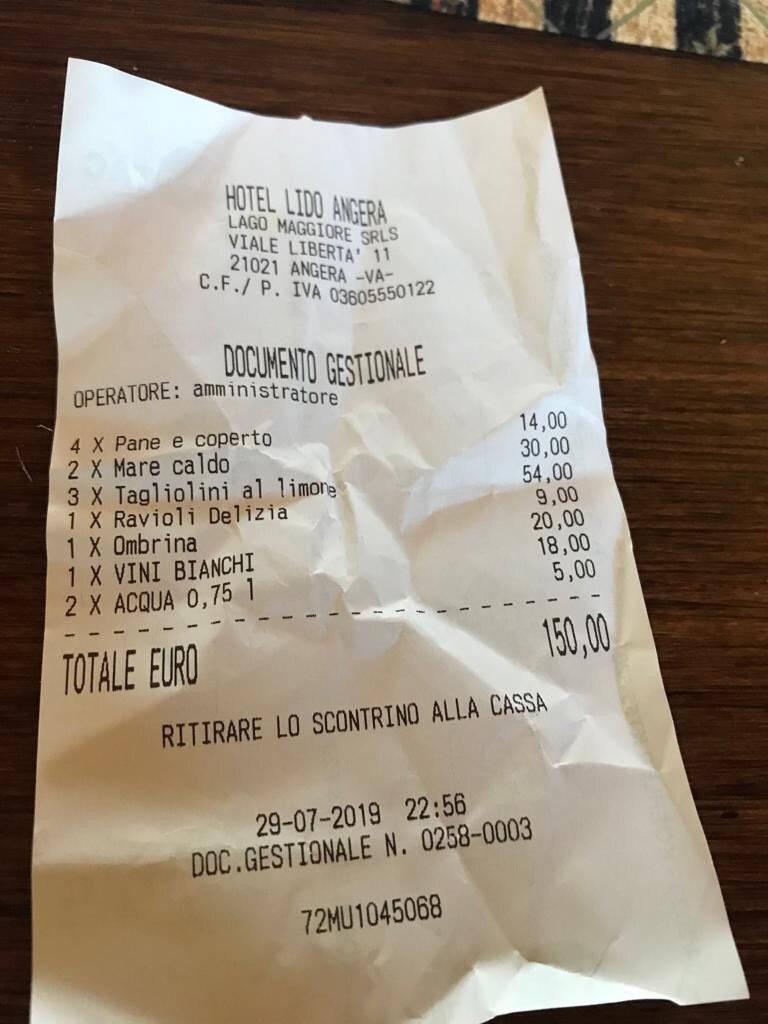 HOTEL LIDO ANGERA
LAGO MAGGIORE SRLS
VIALE LIBERTA' 11
21021 ANGERA -VA-
C.F./ P. IVA 03605550122
DOCUMENTO GESTIONALE
OPERATORE: amministratore
4 X Pane e coperto 14,00
2 X Mare caldo 30,00
3 X Tagliolini al limone 54,00
1 X Ravioli Delizia 9,00
1 X Ombrina 20,00
1 X VINI BIANCHI 18,00
2 X ACQUA 0,75 l 5,00
TOTALE EURO 150,00
RITIRARE LO SCONTRINO ALLA CASSA
29-07-2019 22:56
DOC.GESTIONALE N. 0258-0003
72MU1045068